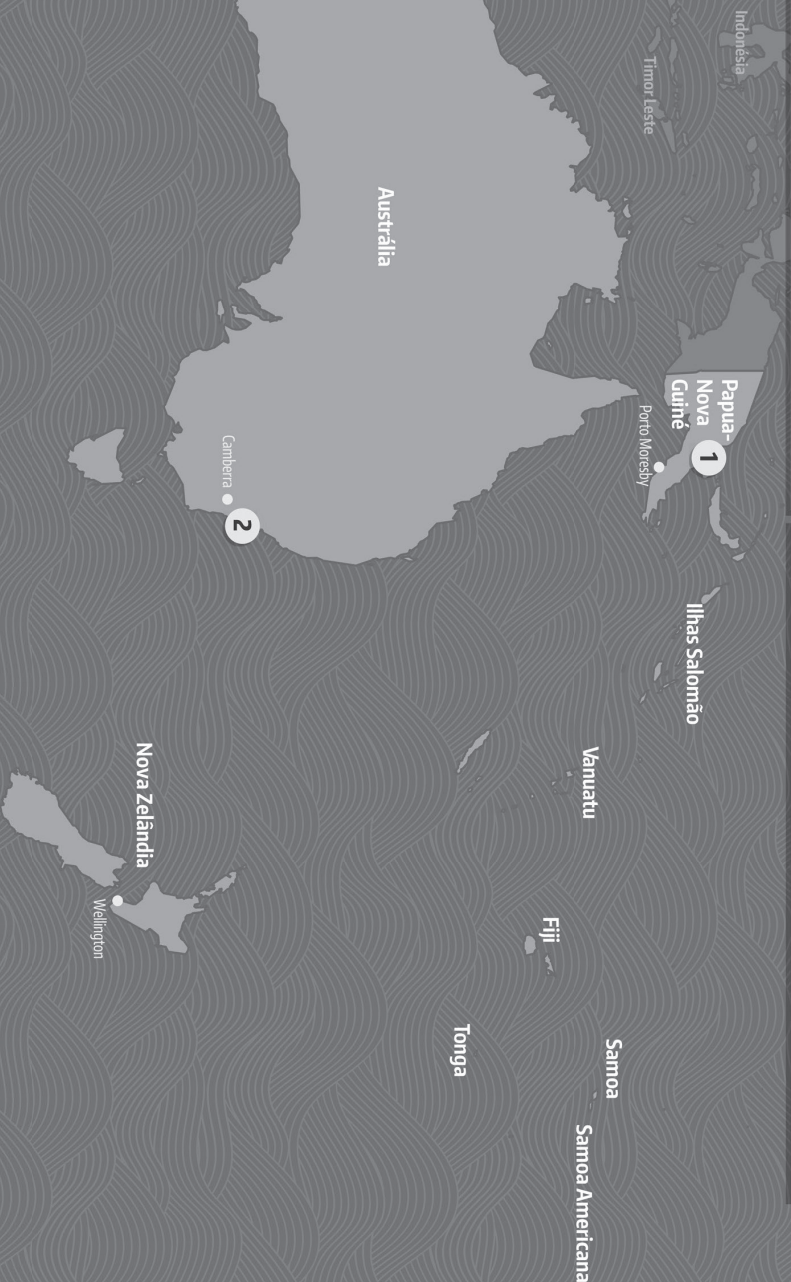 Indonésia
Timor Leste
Papua-
Nova
Guiné
1
Porto Moresby
Ilhas Salomão
Samoa
Samoa Americana
Vanuatu
Fiji
Tonga
Austrália
Camberra
2
Nova Zelândia
Wellington